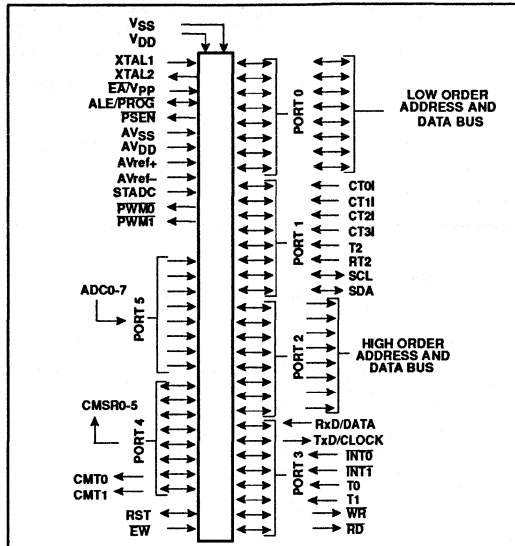 VSS
VDD
XTAL1
XTAL2
EA/Vpp
ALE/PROG
PSEN
AVSS
AVDD
AVref+
AVref–
STADC
PWM0
PWM1
ADC0-7
PORT 5
CMSR0-5
PORT 4
CMT0
CMT1
RST
EW
PORT 0
LOW ORDER
ADDRESS AND
DATA BUS
PORT 1
CT0I
CT1I
CT2I
CT3I
T2
RT2
SCL
SDA
PORT 2
HIGH ORDER
ADDRESS AND
DATA BUS
PORT 3
RxD/DATA
TxD/CLOCK
INT0
INT1
T0
T1
WR
RD